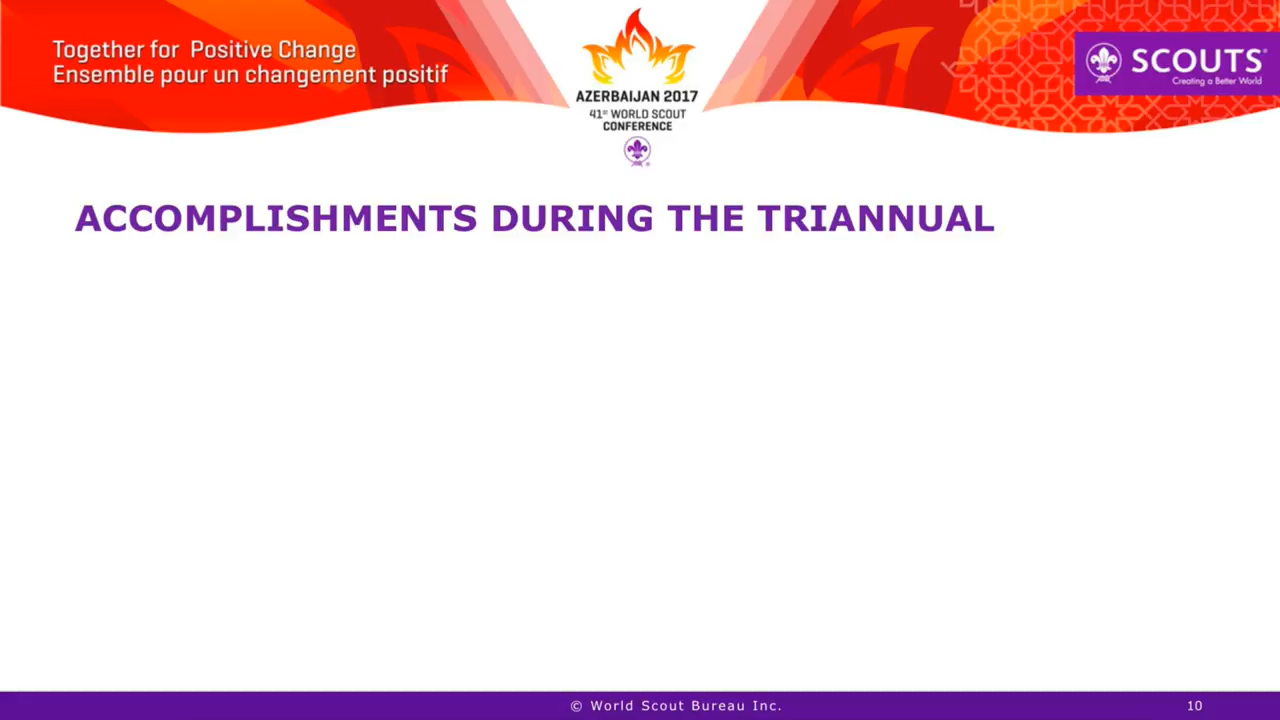 Together for Positive Change
Ensemble pour un changement positif
AZERBAIJAN 2017
41st WORLD SCOUT
CONFERENCE
SCOUTS®
Creating a Better World
ACCOMPLISHMENTS DURING THE TRIANNUAL
© World Scout Bureau Inc.
10